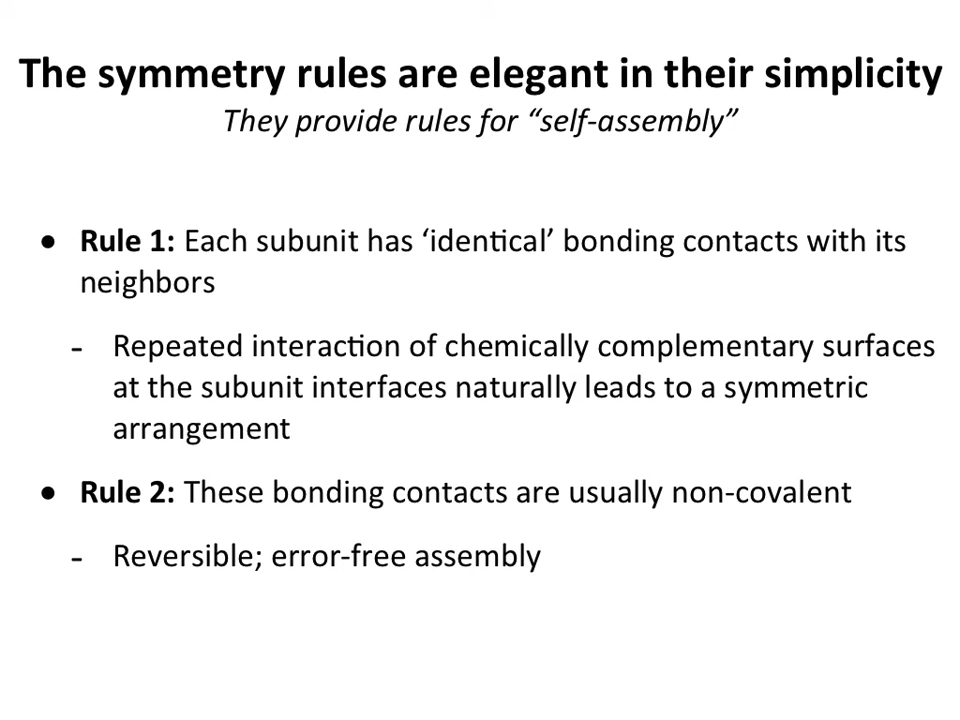 The symmetry rules are elegant in their simplicity
They provide rules for “self-assembly”
• Rule 1: Each subunit has ‘identical’ bonding contacts with its
neighbors
- Repeated interaction of chemically complementary surfaces
at the subunit interfaces naturally leads to a symmetric
arrangement
• Rule 2: These bonding contacts are usually non-covalent
- Reversible; error-free assembly